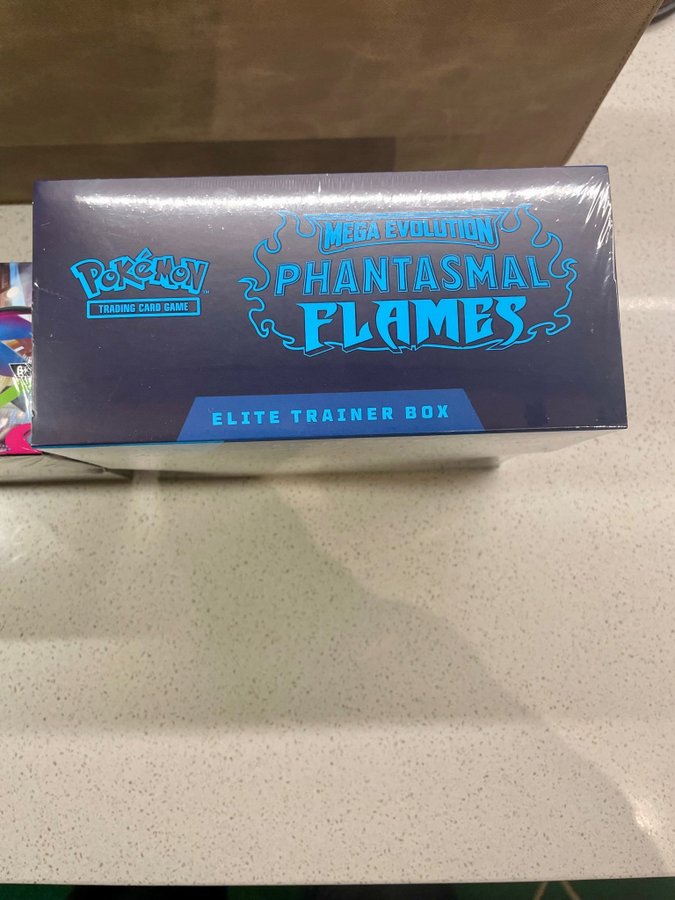 MEGA EVOLUTION
POKéMON
TRADING CARD GAME
PHANTASMAL
FLAMES
ELITE TRAINER BOX